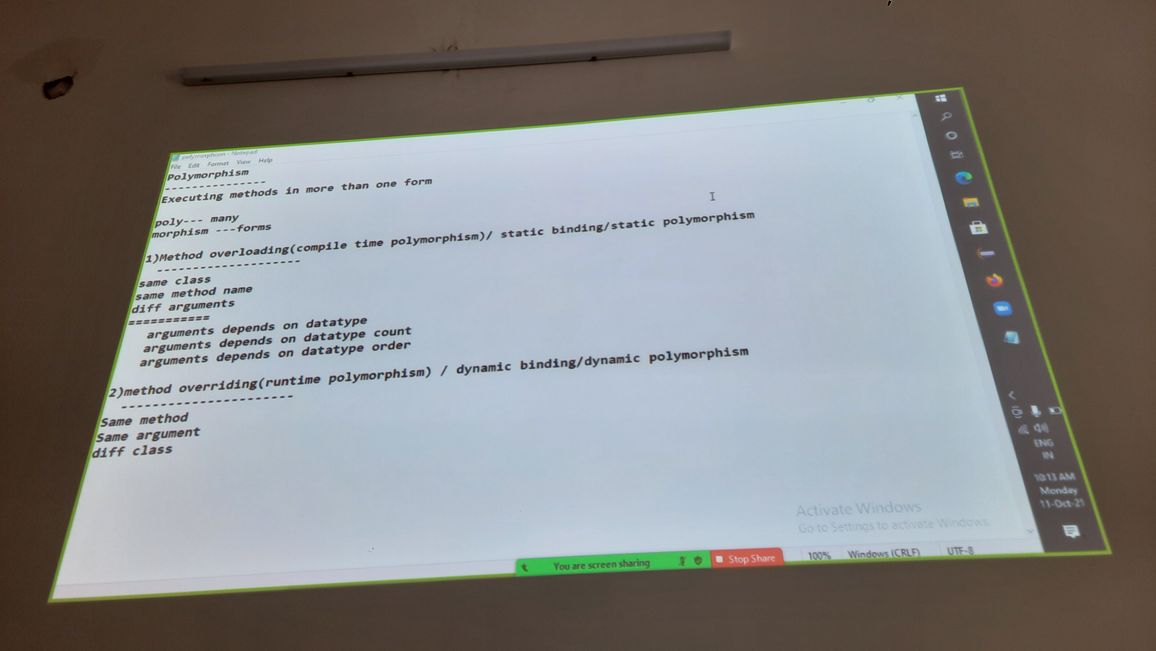 polymorphism - Notepad
File Edit Format View Help
Polymorphism
---------------
Executing methods in more than one form
poly--- many
morphism ---forms
1)Method overloading(compile time polymorphism)/ static binding/static polymorphism
--------------------
same class
same method name
diff arguments
===========
arguments depends on datatype
arguments depends on datatype count
arguments depends on datatype order
2)method overriding(runtime polymorphism) / dynamic binding/dynamic polymorphism
-----------------------
Same method
Same argument
diff class
Activate Windows
Go to Settings to activate Windows.
You are screen sharing
Stop Share
100%
Windows (CRLF)
UTF-8
ENG
IN
10:13 AM
Monday
11-Oct-21